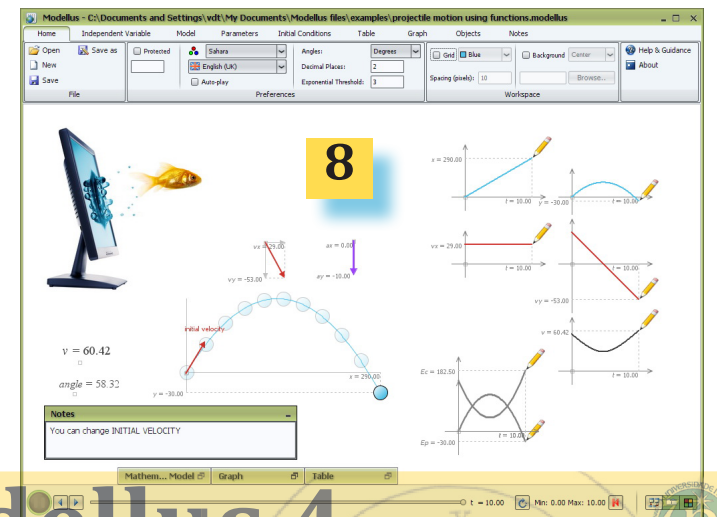 Modellus - C:\Documents and Settings\vdt\My Documents\Modellus files\examples\projectile motion using functions.modellus
Home Independent Variable Model Parameters Initial Conditions Table Graph Objects Notes
Open Save as Protected Sahara Angles: Degrees Grid Blue Background Center Help & Guidance
New English (UK) Decimal Places: 2 About
Save Auto-play Exponential Threshold: 3 Spacing (pixels): 10 Browse...
File Preferences Workspace
8
x = 290.00
t = 10.00
y = -30.00
t = 10.00
vx = 29.00
ax = 0.00
vy = -53.00
ay = -10.00
vx = 29.00
t = 10.00
t = 10.00
vy = -53.00
initial velocity
x = 290.00
y = -30.00
v = 60.42
t = 10.00
v = 60.42
angle = 58.32
Ec = 182.50
Ep = -30.00
t = 10.00
Notes
You can change INITIAL VELOCITY
Mathem... Model Graph Table
t = 10.00 Min: 0.00 Max: 10.00
dellus 4